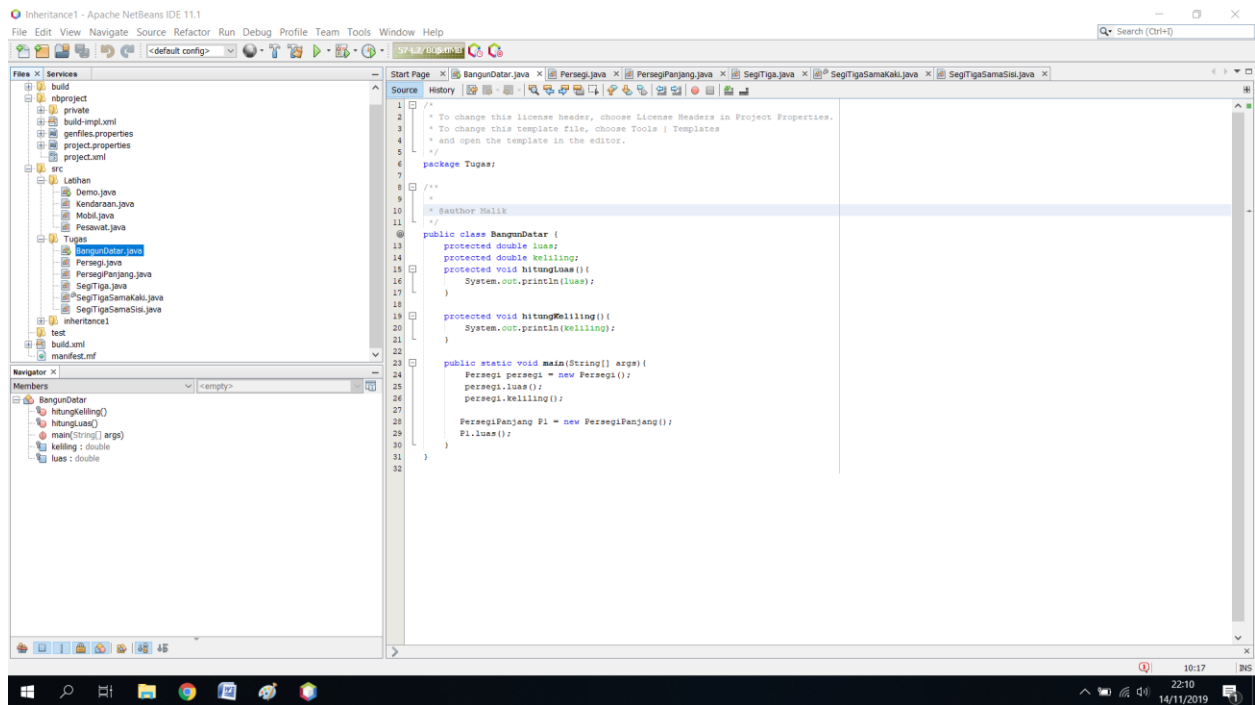 Inheritance1 - Apache NetBeans IDE 11.1
File Edit View Navigate Source Refactor Run Debug Profile Team Tools Window Help
Search (Ctrl+I)
<default config>
Files Services
build
nbproject
private
build-impl.xml
genfiles.properties
project.properties
project.xml
src
Latihan
Demo.java
Kendaraan.java
Mobil.java
Pesawat.java
Tugas
BangunDatar.java
Persegi.java
PersegiPanjang.java
SegiTiga.java
SegiTigaSamaKaki.java
SegiTigaSamaSisi.java
inheritance1
test
build.xml
manifest.mf
Navigator
Members <empty>
BangunDatar
hitungKeliling()
hitungLuas()
main(String[] args)
keliling : double
luas : double
Start Page BangunDatar.java Persegi.java PersegiPanjang.java SegiTiga.java SegiTigaSamaKaki.java SegiTigaSamaSisi.java
Source History
1 /*
2 * To change this license header, choose License Headers in Project Properties.
3 * To change this template file, choose Tools | Templates
4 * and open the template in the editor.
5 */
6 package Tugas;
7
8 /**
9 *
10 * @author Malik
11 */
public class BangunDatar {
13 protected double luas;
14 protected double keliling;
15 protected void hitungLuas(){
16 System.out.println(luas);
17 }
18
19 protected void hitungKeliling(){
20 System.out.println(keliling);
21 }
22
23 public static void main(String[] args){
24 Persegi persegi = new Persegi();
25 persegi.luas();
26 persegi.keliling();
27
28 PersegiPanjang Pl = new PersegiPanjang();
29 Pl.luas();
30 }
31 }
32
10:17 INS
22:10
14/11/2019